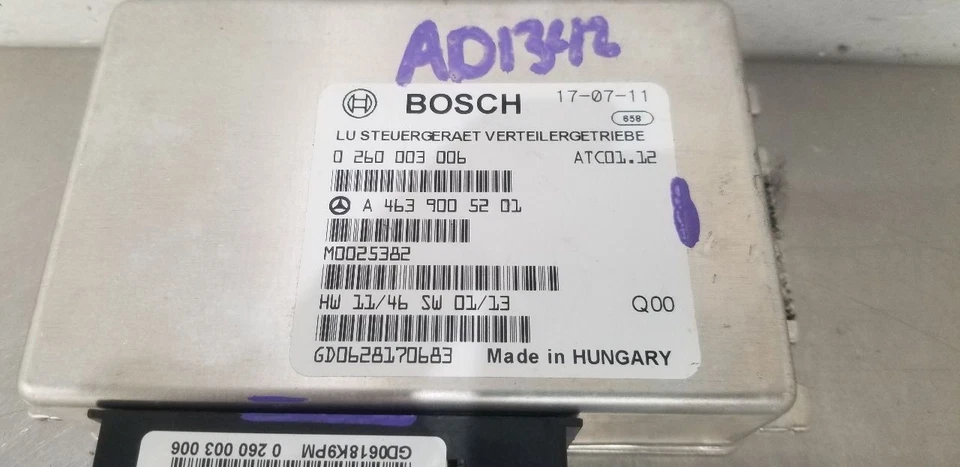 AD13412
BOSCH 17-07-11
658
LU STEUERGERAET VERTEILERGETRIEBE
0 260 003 006 ATC01.12
A 463 900 52 01
M0025382
HW 11/46 SW 01/13 Q00
GD0628170683 Made in HUNGARY
GD0618K9PM 0 260 003 006